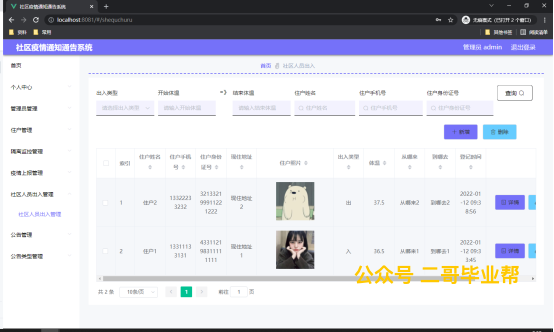 社区疫情通知通告系统
localhost:8081/#/shequchuru
无痕模式（已打开 2 个窗口）
资料 常用
其他书签 阅读清单
社区疫情通知通告系统
管理员 admin 退出登录
首页
个人中心
管理员管理
住户管理
隔离监控管理
疫情上报管理
社区人员出入管理
社区人员出入管理
公告管理
公告类型管理
首页 社区人员出入
出入类型 开始体温 结束体温 住户姓名 住户手机号 住户身份证号
请选择出入类型 请输入开始体温 请输入结束体温 住户姓名 住户手机号 住户身份证号
查询
+ 新增 删除
索引 住户姓名 住户手机号 住户身份证号 现住地址 住户照片 出入类型 体温 从哪来 到哪去 登记时间
1 住户2 13322233232 现住地址2 出 37.5 从哪来2 到哪去2 2022-01-12 09:38:56 详情
2 住户1 13311133131 现住地址1 入 36.5 从哪来1 到哪去1 2022-01-12 09:33:45 详情
共 2 条 10条/页 1 前往 1 页
公众号 二哥毕业帮